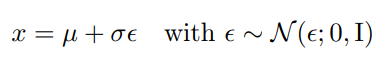 x = μ + σϵ with ϵ ∼ 𝒩(ϵ; 0, I)